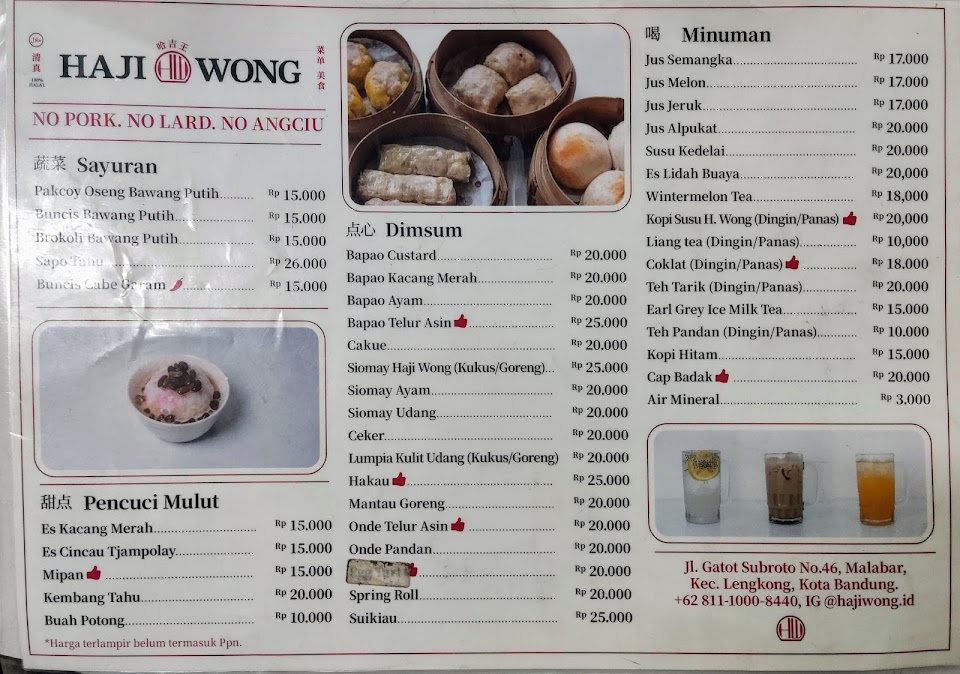 清真
100% HALAL
哈吉王
HAJI WONG
菜单 美食
NO PORK. NO LARD. NO ANGCIU
蔬菜 Sayuran
Pakcoy Oseng Bawang Putih Rp 15.000
Buncis Bawang Putih Rp 15.000
Brokoli Bawang Putih Rp 15.000
Sapo Tahu Rp 26.000
Buncis Cabe Garam Rp 15.000
甜点 Pencuci Mulut
Es Kacang Merah Rp 15.000
Es Cincau Tjampolay Rp 15.000
Mipan Rp 15.000
Kembang Tahu Rp 20.000
Buah Potong Rp 10.000
*Harga terlampir belum termasuk Ppn.
点心 Dimsum
Bapao Custard Rp 20.000
Bapao Kacang Merah Rp 20.000
Bapao Ayam Rp 20.000
Bapao Telur Asin Rp 25.000
Cakue Rp 20.000
Siomay Haji Wong (Kukus/Goreng) Rp 25.000
Siomay Ayam Rp 20.000
Siomay Udang Rp 20.000
Ceker Rp 20.000
Lumpia Kulit Udang (Kukus/Goreng) Rp 20.000
Hakau Rp 25.000
Mantau Goreng Rp 20.000
Onde Telur Asin Rp 20.000
Onde Pandan Rp 20.000
Rp 20.000
Spring Roll Rp 20.000
Suikiau Rp 25.000
喝 Minuman
Jus Semangka Rp 17.000
Jus Melon Rp 17.000
Jus Jeruk Rp 17.000
Jus Alpukat Rp 20.000
Susu Kedelai Rp 20.000
Es Lidah Buaya Rp 20,000
Wintermelon Tea Rp 18,000
Kopi Susu H. Wong (Dingin/Panas) Rp 20,000
Liang tea (Dingin/Panas) Rp 10,000
Coklat (Dingin/Panas) Rp 18.000
Teh Tarik (Dingin/Panas) Rp 20.000
Earl Grey Ice Milk Tea Rp 15.000
Teh Pandan (Dingin/Panas) Rp 10.000
Kopi Hitam Rp 15.000
Cap Badak Rp 20.000
Air Mineral Rp 3.000
Jl. Gatot Subroto No.46, Malabar,
Kec. Lengkong, Kota Bandung.
+62 811-1000-8440, IG @hajiwong.id